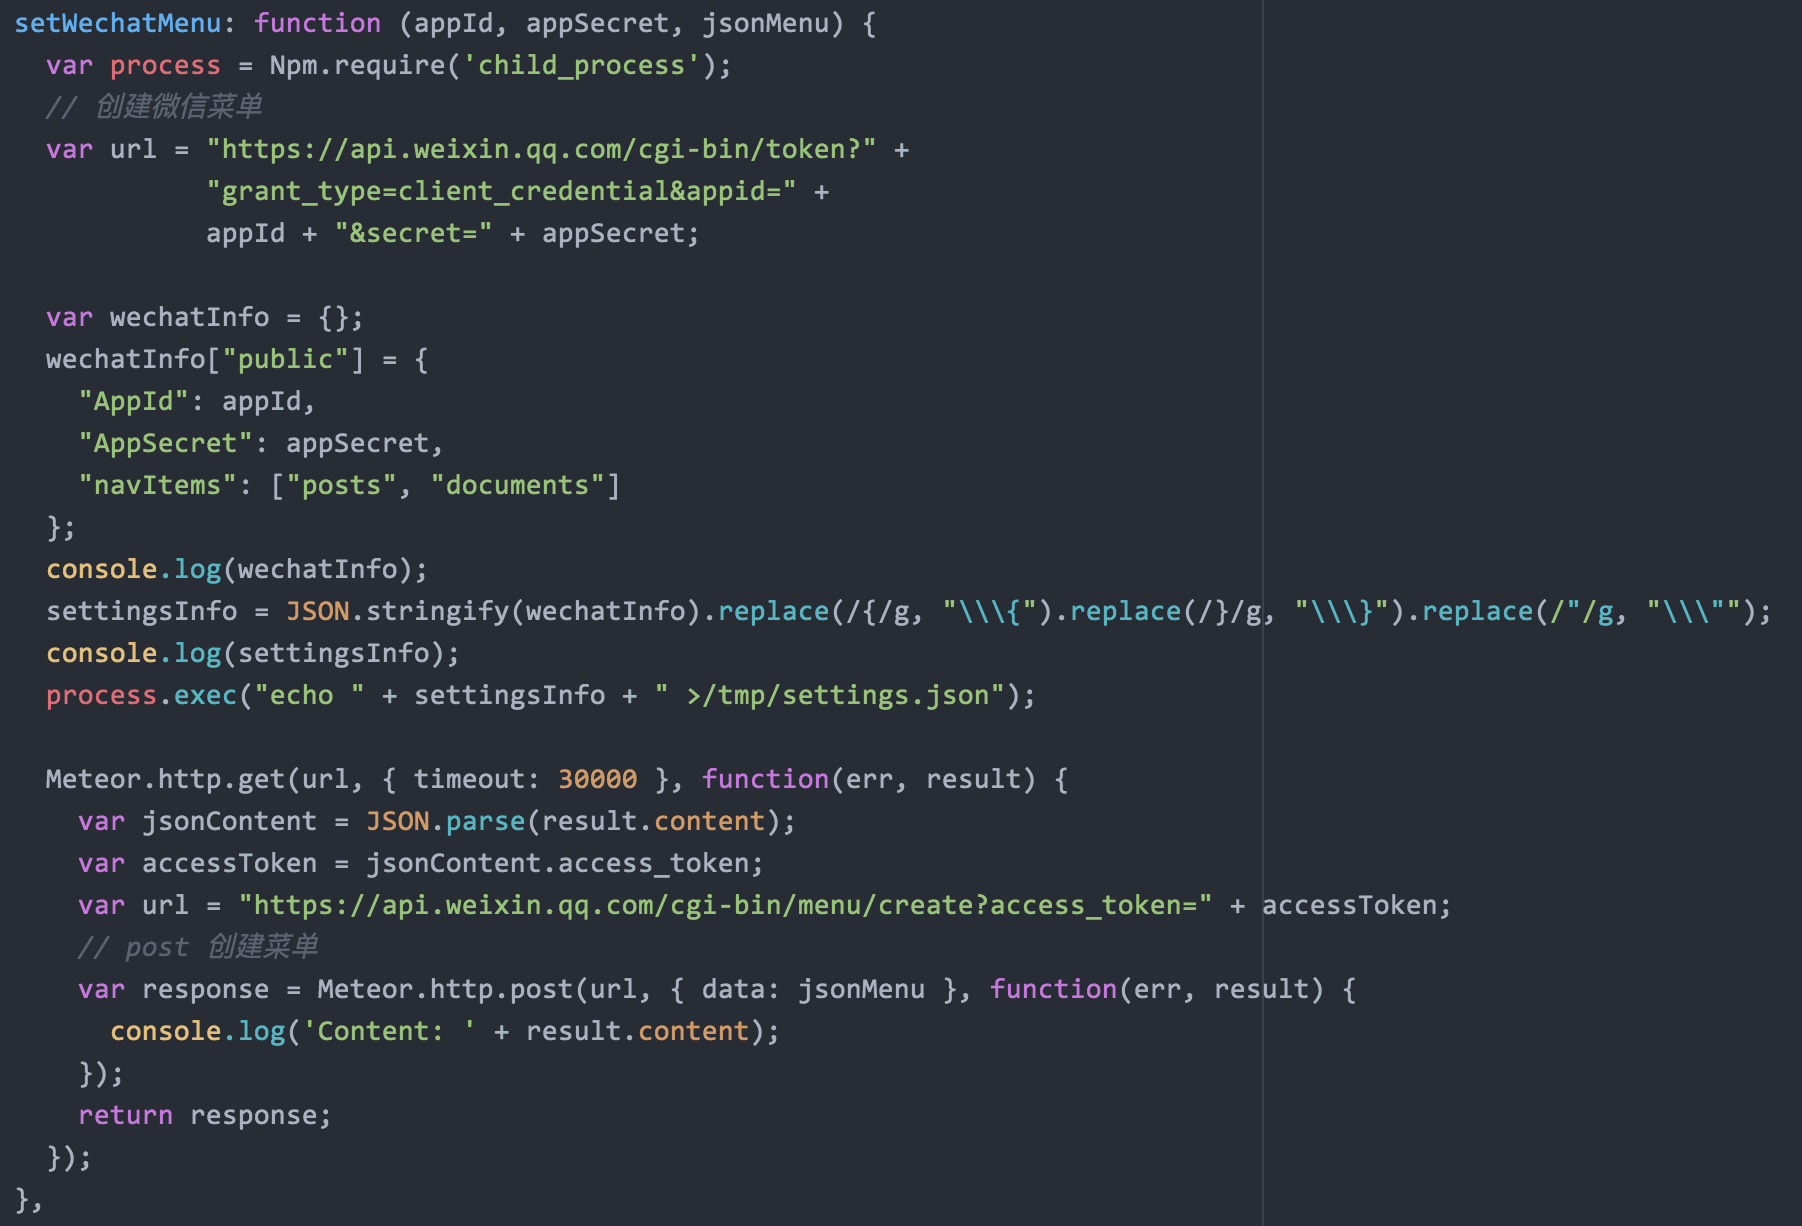 setWechatMenu: function (appId, appSecret, jsonMenu) {
  var process = Npm.require('child_process');
  // 创建微信菜单
  var url = "https://api.weixin.qq.com/cgi-bin/token?" +
            "grant_type=client_credential&appid=" +
            appId + "&secret=" + appSecret;

  var wechatInfo = {};
  wechatInfo["public"] = {
    "AppId": appId,
    "AppSecret": appSecret,
    "navItems": ["posts", "documents"]
  };
  console.log(wechatInfo);
  settingsInfo = JSON.stringify(wechatInfo).replace(/{/g, "\\\{").replace(/}/g, "\\\}").replace(/"/g, "\\\"");
  console.log(settingsInfo);
  process.exec("echo " + settingsInfo + " >/tmp/settings.json");

  Meteor.http.get(url, { timeout: 30000 }, function(err, result) {
    var jsonContent = JSON.parse(result.content);
    var accessToken = jsonContent.access_token;
    var url = "https://api.weixin.qq.com/cgi-bin/menu/create?access_token=" + accessToken;
    // post 创建菜单
    var response = Meteor.http.post(url, { data: jsonMenu }, function(err, result) {
      console.log('Content: ' + result.content);
    });
    return response;
  });
},